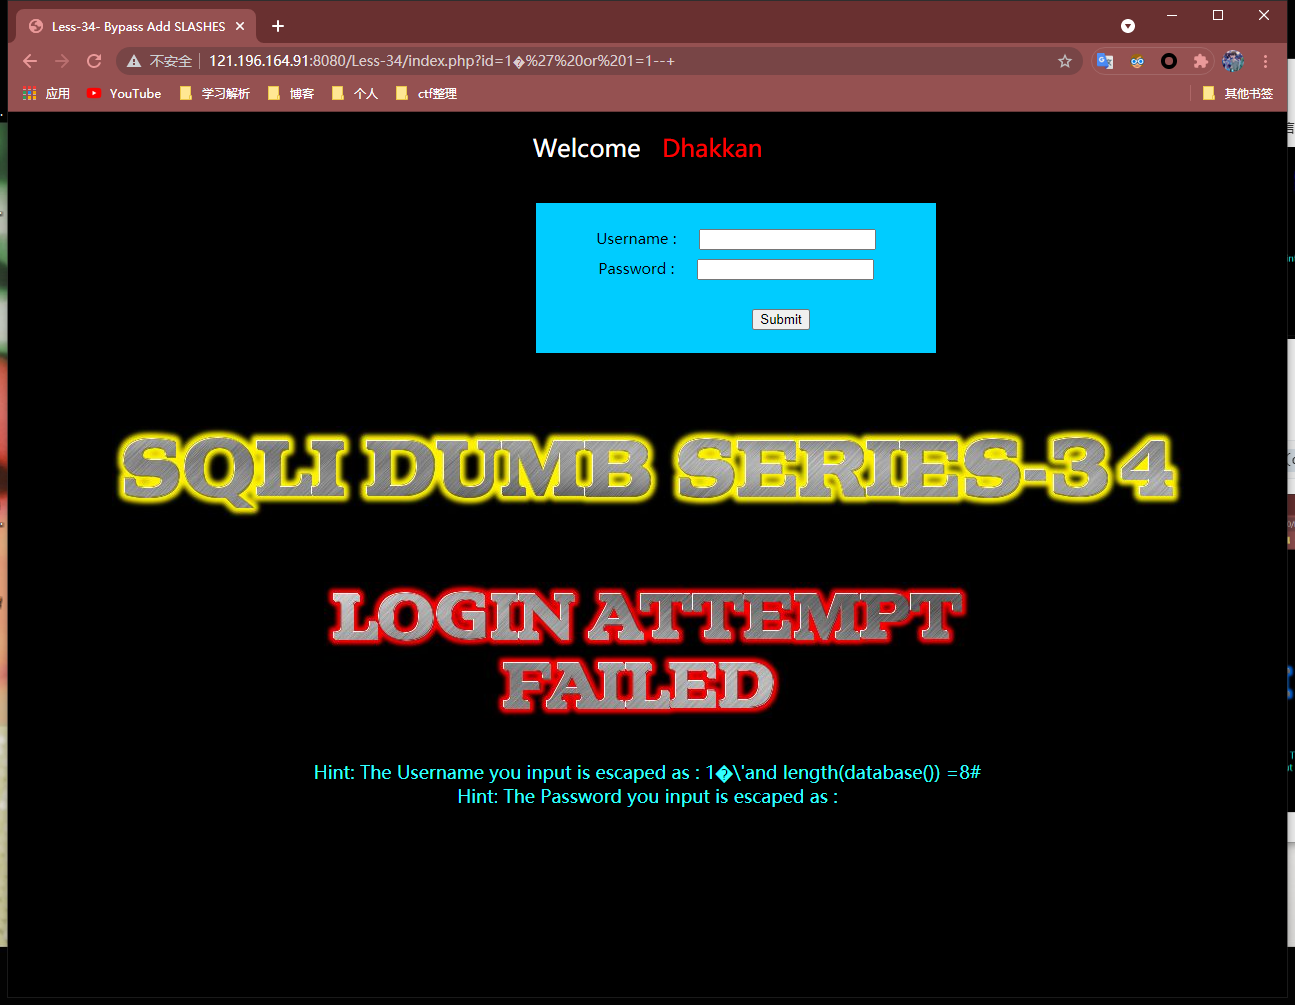 Less-34- Bypass Add SLASHES
不安全 121.196.164.91:8080/Less-34/index.php?id=1�%27%20or%201=1--+
应用 YouTube 学习解析 博客 个人 ctf整理 其他书签
Welcome Dhakkan
Username :
Password :
Submit
SQLI DUMB SERIES-34
LOGIN ATTEMPT
FAILED
Hint: The Username you input is escaped as : 1�\'and length(database()) =8#
Hint: The Password you input is escaped as :